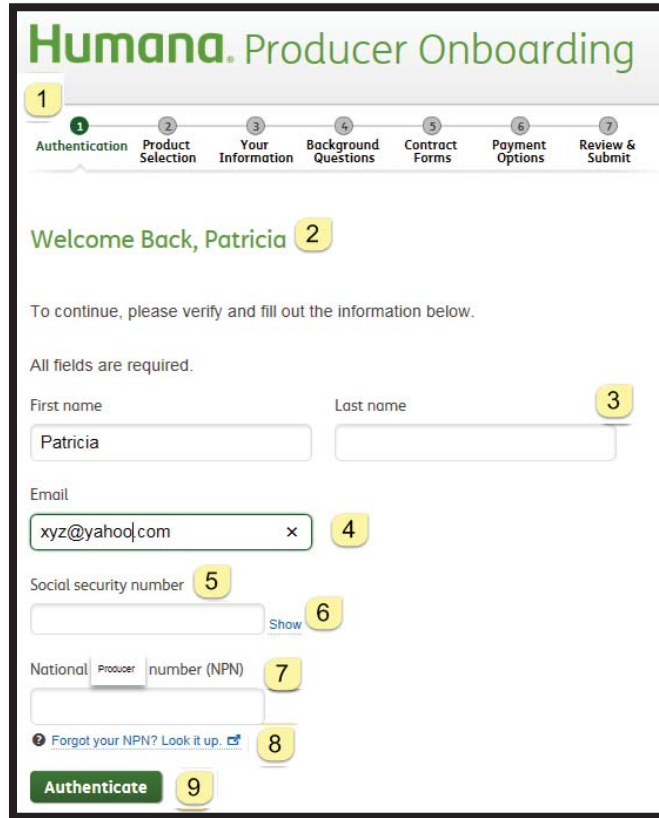 Humana. Producer Onboarding
1
1 2 3 4 5 6 7
Authentication Product Selection Your Information Background Questions Contract Forms Payment Options Review & Submit
Welcome Back, Patricia 2
To continue, please verify and fill out the information below.
All fields are required.
First name Last name 3
Patricia
Email
xyz@yahoo.com × 4
Social security number 5
Show 6
National Producer number (NPN) 7
? Forgot your NPN? Look it up. 8
Authenticate 9